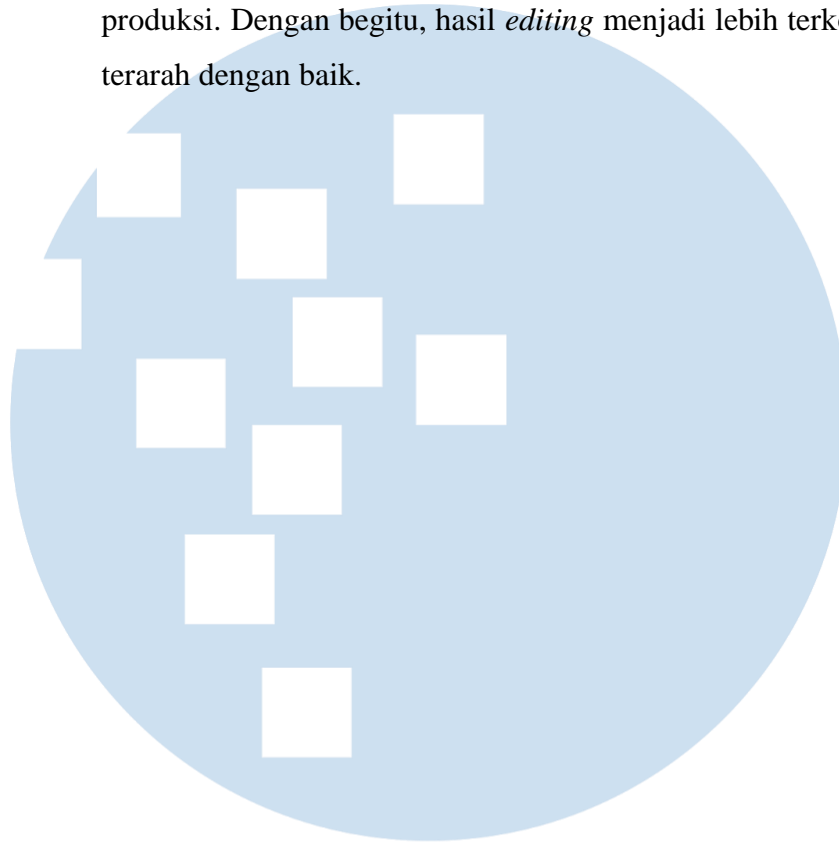 produksi. Dengan begitu, hasil editing menjadi lebih
terarah dengan baik.